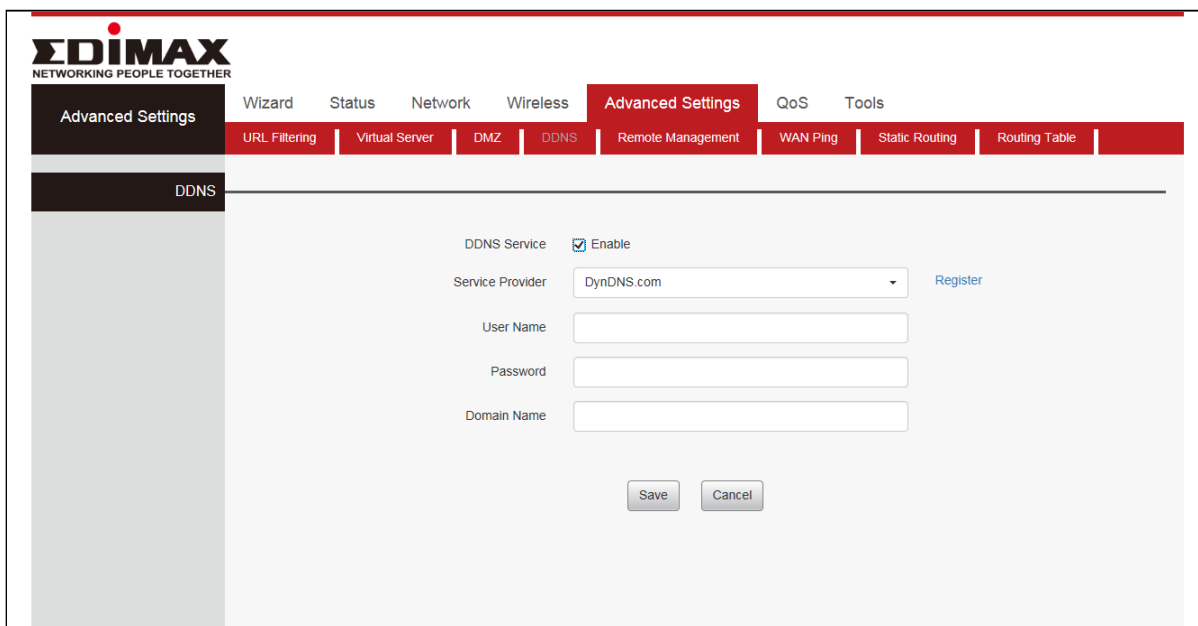 EDIMAX
NETWORKING PEOPLE TOGETHER
Advanced Settings
Wizard Status Network Wireless Advanced Settings QoS Tools
URL Filtering Virtual Server DMZ DDNS Remote Management WAN Ping Static Routing Routing Table
DDNS
DDNS Service Enable
Service Provider DynDNS.com Register
User Name
Password
Domain Name
Save Cancel